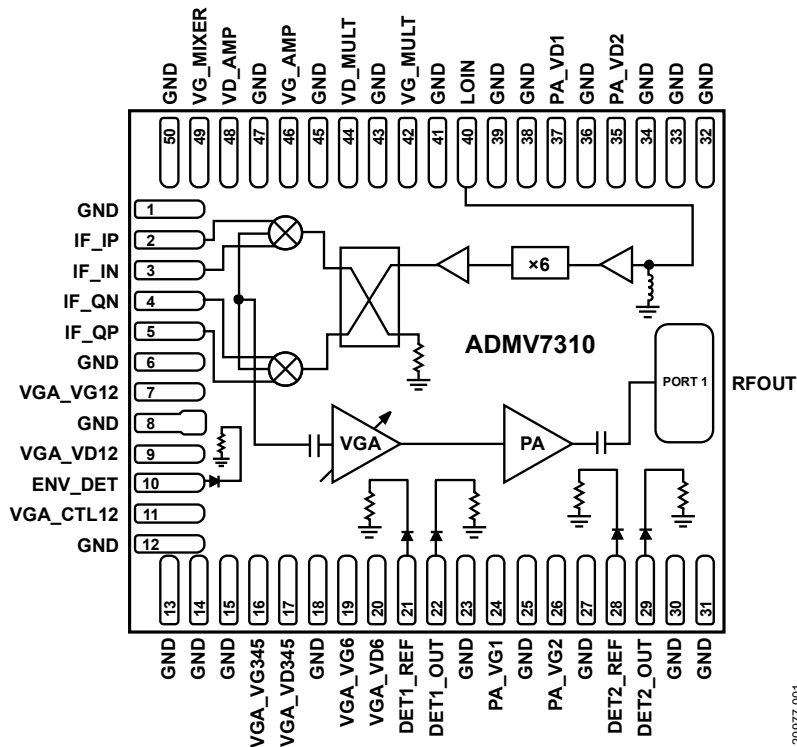 GND
VG_MIXER
VD_AMP
GND
VG_AMP
GND
VD_MULT
GND
VG_MULT
GND
LOIN
GND
GND
PA_VD1
GND
PA_VD2
GND
GND
GND
50
49
48
47
46
45
44
43
42
41
40
39
38
37
36
35
34
33
32
GND 1
IF_IP 2
IF_IN 3
IF_QN 4
IF_QP 5
GND 6
VGA_VG12 7
GND 8
VGA_VD12 9
ENV_DET 10
VGA_CTL12 11
GND 12
×6
ADMV7310
PORT 1
RFOUT
VGA
PA
13
14
15
16
17
18
19
20
21
22
23
24
25
26
27
28
29
30
31
GND
GND
GND
VGA_VG345
VGA_VD345
GND
VGA_VG6
VGA_VD6
DET1_REF
DET1_OUT
GND
PA_VG1
GND
PA_VG2
GND
DET2_REF
DET2_OUT
GND
GND
20977-001